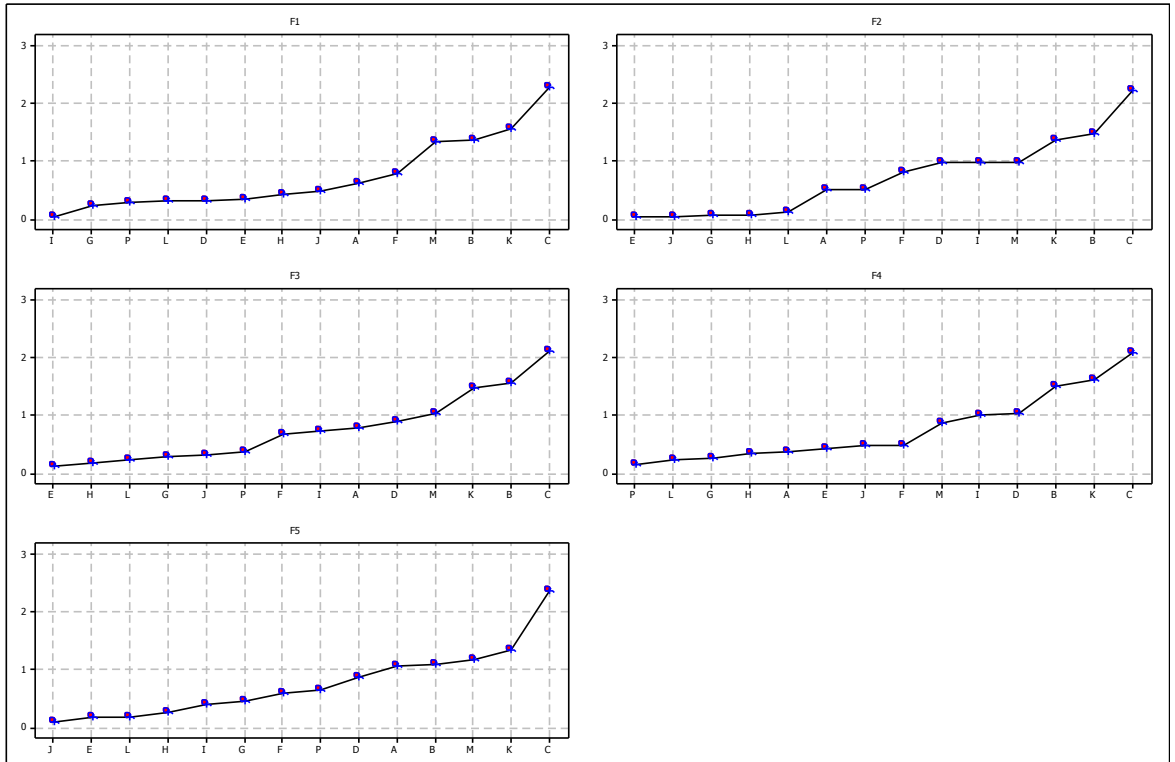 F1
3
2
1
0
I G P L D E H J A F M B K C
F2
3
2
1
0
E J G H L A P F D I M K B C
F3
3
2
1
0
E H L G J P F I A D M K B C
F4
3
2
1
0
P L G H A E J F M I D B K C
F5
3
2
1
0
J E L H I G F P D A B M K C